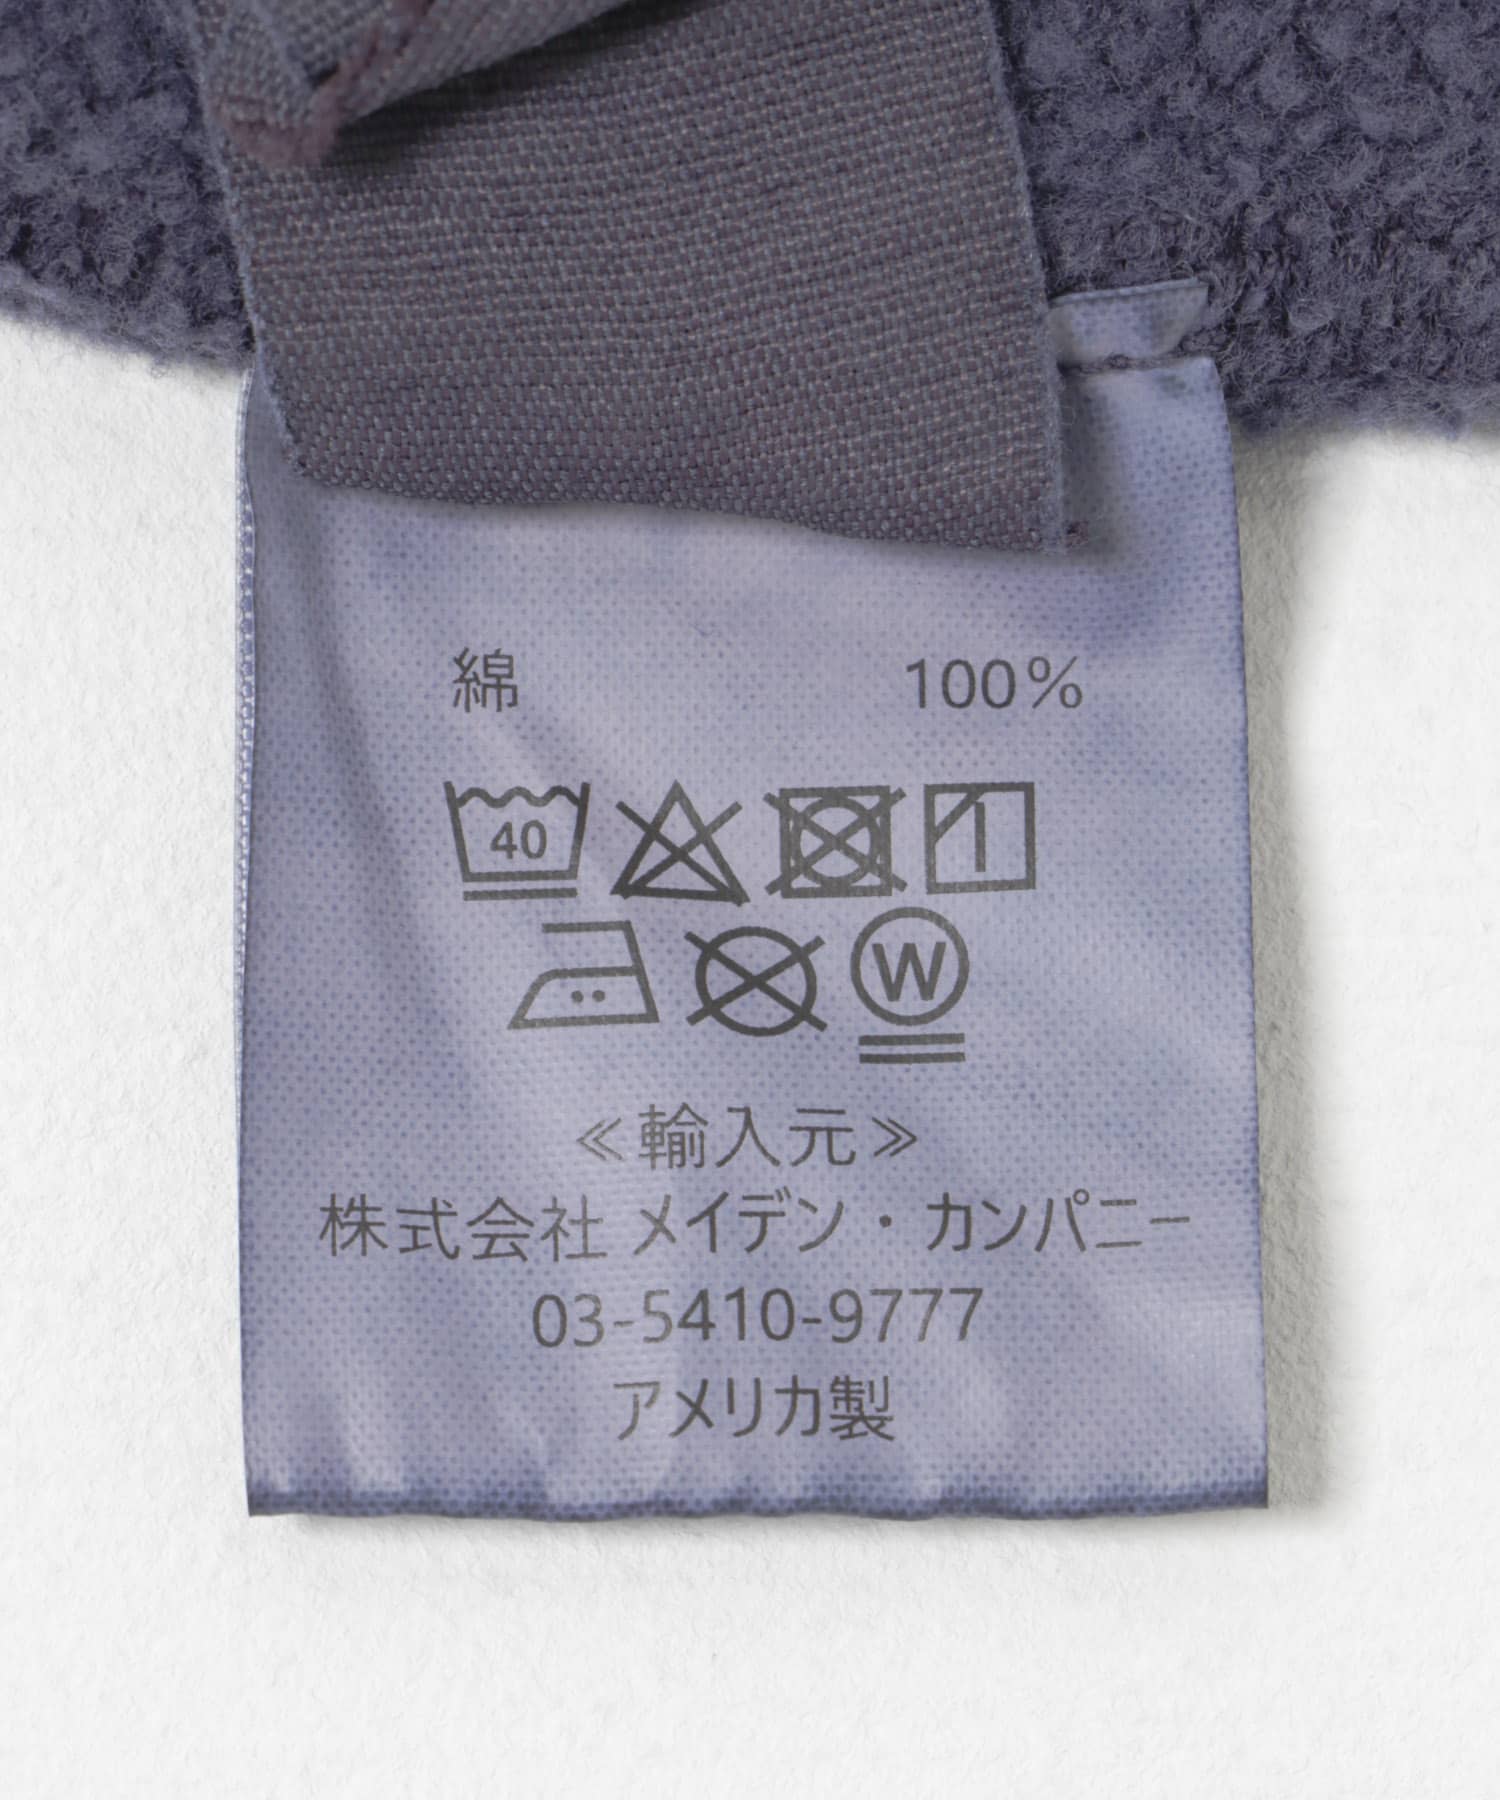 綿 100%
40
W
≪輸入元≫
株式会社 メイデン・カンパニー
03-5410-9777
アメリカ製